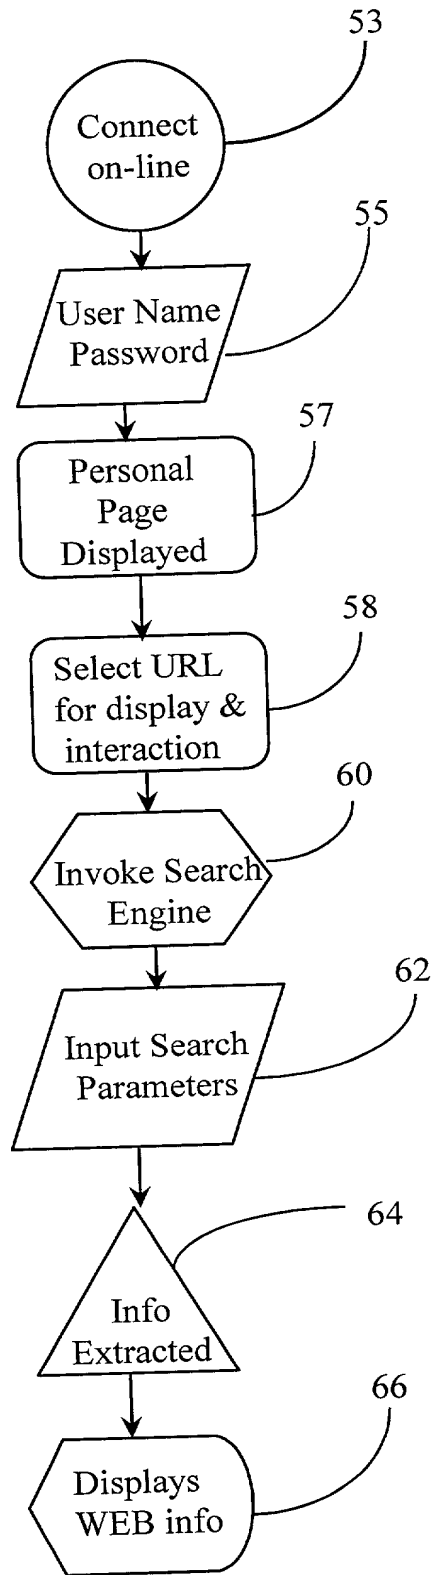 53
Connect
on-line
55
User Name
Password
57
Personal
Page
Displayed
58
Select URL
for display &
interaction
60
Invoke Search
Engine
62
Input Search
Parameters
64
Info
Extracted
66
Displays
WEB info